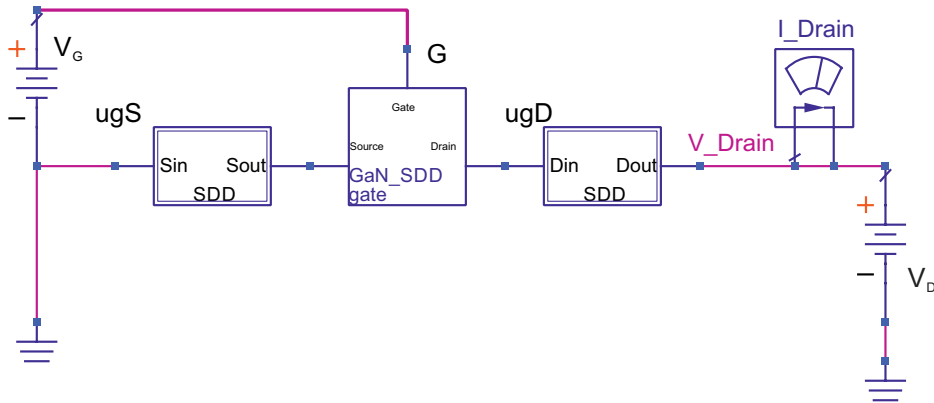 I_Drain
+
V_G
G
−
ugS
Gate
ugD
V_Drain
Source
Drain
Sin
Sout
GaN_SDD
gate
Din
Dout
SDD
SDD
+
−
V_D